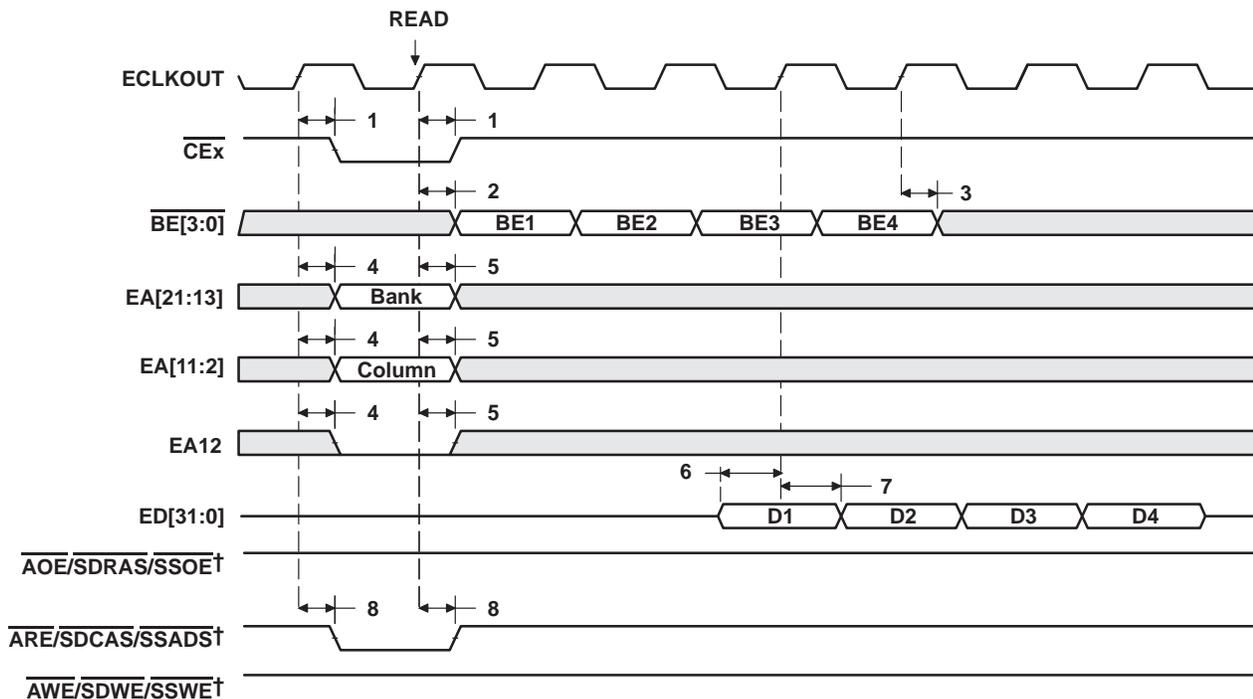 READ
ECLKOUT
1 1
CEx
2 3
BE[3:0] BE1 BE2 BE3 BE4
4 5
EA[21:13] Bank
4 5
EA[11:2] Column
4 5
EA12
6 7
ED[31:0] D1 D2 D3 D4
AOE/SDRAS/SSOE†
8 8
ARE/SDCAS/SSADS†
AWE/SDWE/SSWE†